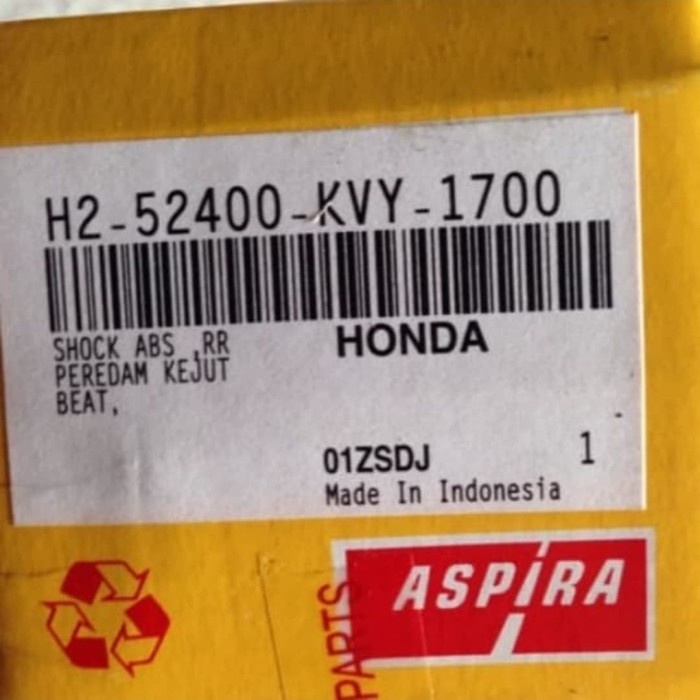 H2-52400-KVY-1700
SHOCK ABS ,RR
HONDA
PEREDAM KEJUT
BEAT,
01ZSDJ
1
Made In Indonesia
ASPIRA
PARTS